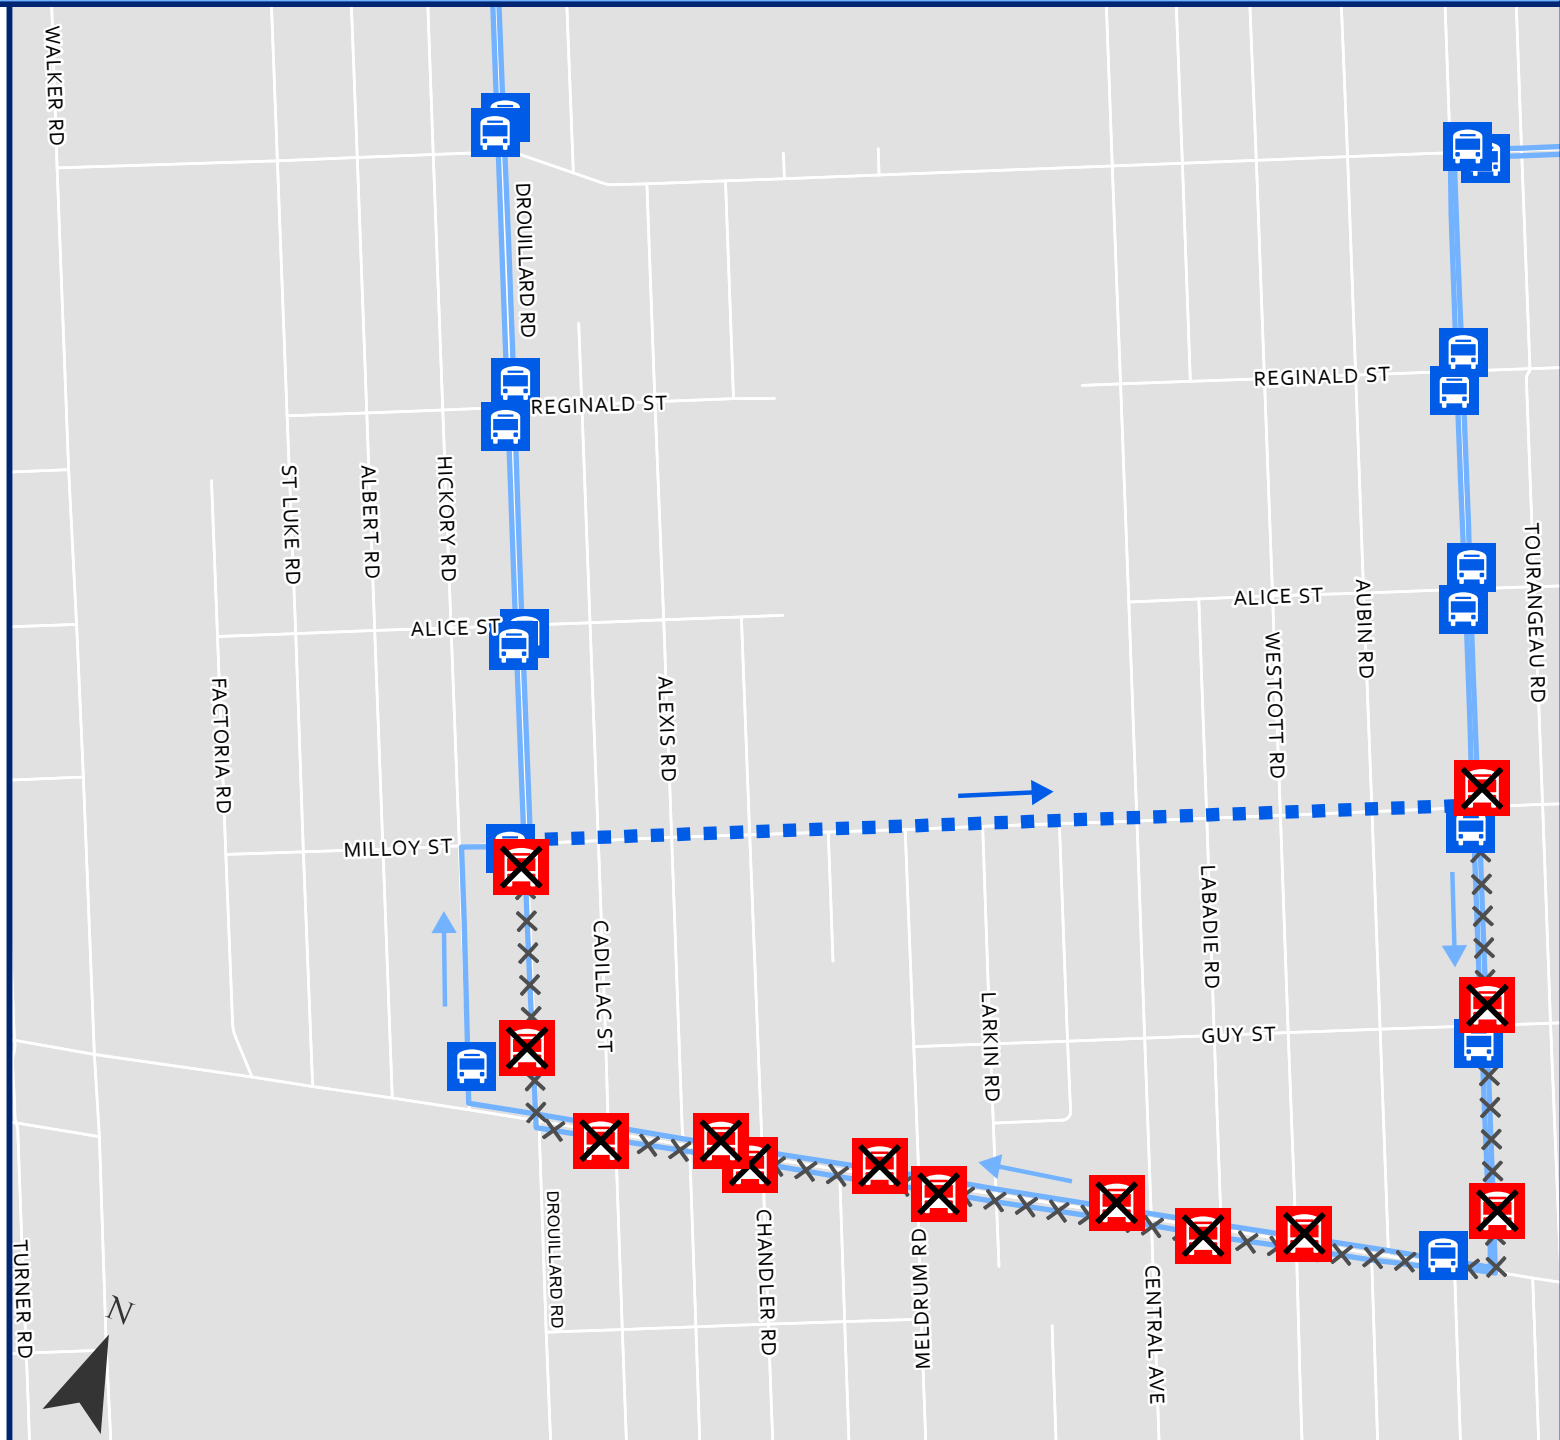 WALKER RD
DROUILLARD RD
REGINALD ST
REGINALD ST
ST LUKE RD
ALBERT RD
HICKORY RD
TOURANGEAU RD
ALICE ST
ALICE ST
AUBIN RD
WESTCOTT RD
FACTORIA RD
ALEXIS RD
MILLOY ST
LABADIE RD
CADILLAC ST
LARKIN RD
GUY ST
DROUILLARD RD
CHANDLER RD
MELDRUM RD
CENTRAL AVE
TURNER RD
N